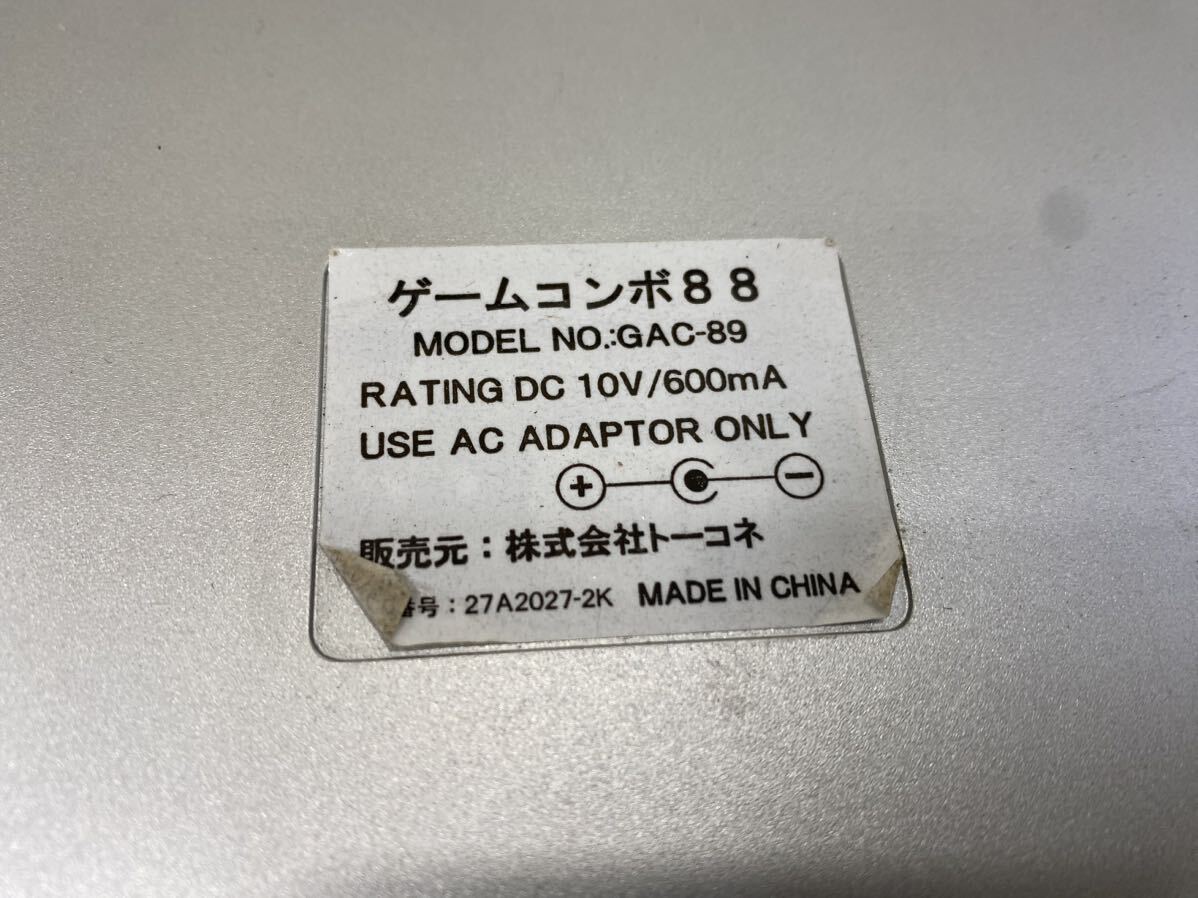 ゲームコンボ８８
MODEL NO.:GAC-89
RATING DC 10V/600mA
USE AC ADAPTOR ONLY
販売元：株式会社トーコネ
番号：27A2027-2K MADE IN CHINA